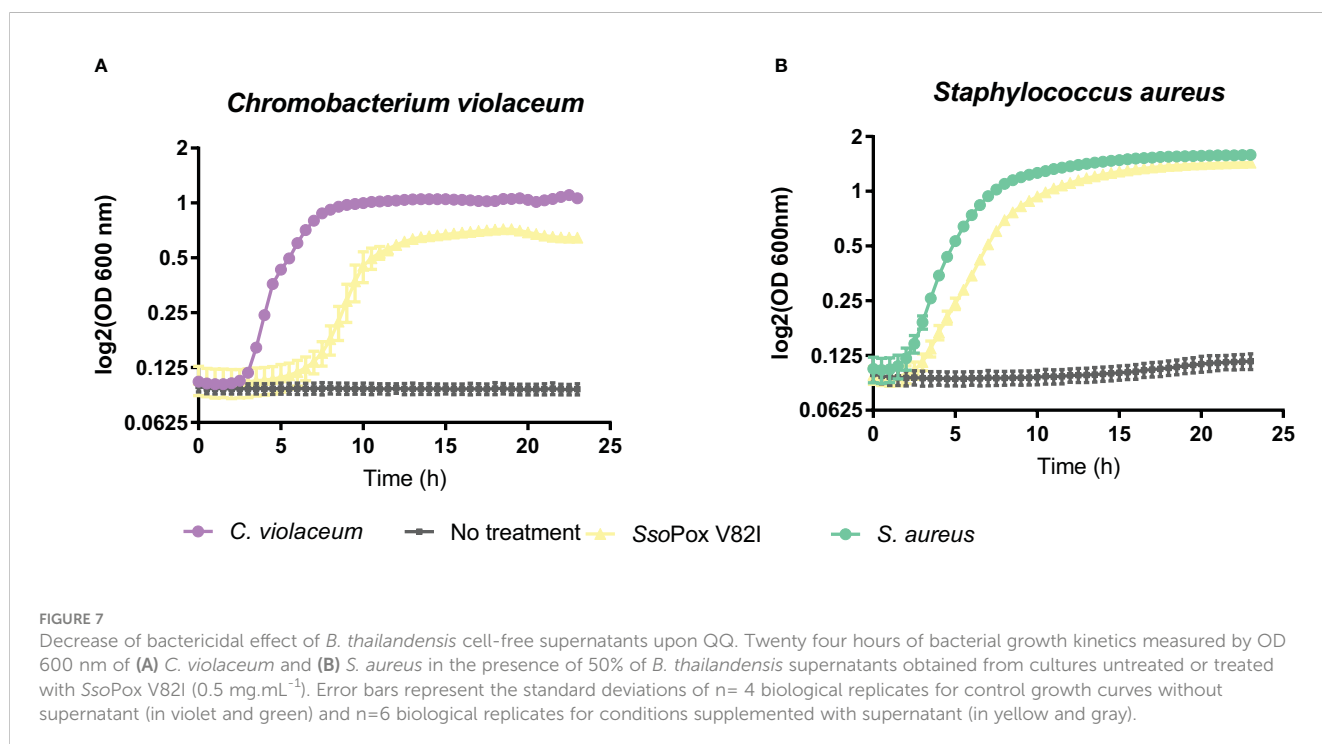 A
Chromobacterium violaceum
2
1
0.5
0.25
0.125
0.0625
log2(OD 600 nm)
0 5 10 15 20 25
Time (h)
B
Staphylococcus aureus
2
1
0.5
0.25
0.125
0.0625
log2(OD 600nm)
0 5 10 15 20 25
Time (h)
C. violaceum No treatment SsoPox V82I S. aureus
FIGURE 7
Decrease of bactericidal effect of B. thailandensis cell-free supernatants upon QQ. Twenty four hours of bacterial growth kinetics measured by OD
600 nm of (A) C. violaceum and (B) S. aureus in the presence of 50% of B. thailandensis supernatants obtained from cultures untreated or treated
with SsoPox V82I (0.5 mg.mL⁻¹). Error bars represent the standard deviations of n= 4 biological replicates for control growth curves without
supernatant (in violet and green) and n=6 biological replicates for conditions supplemented with supernatant (in yellow and gray).